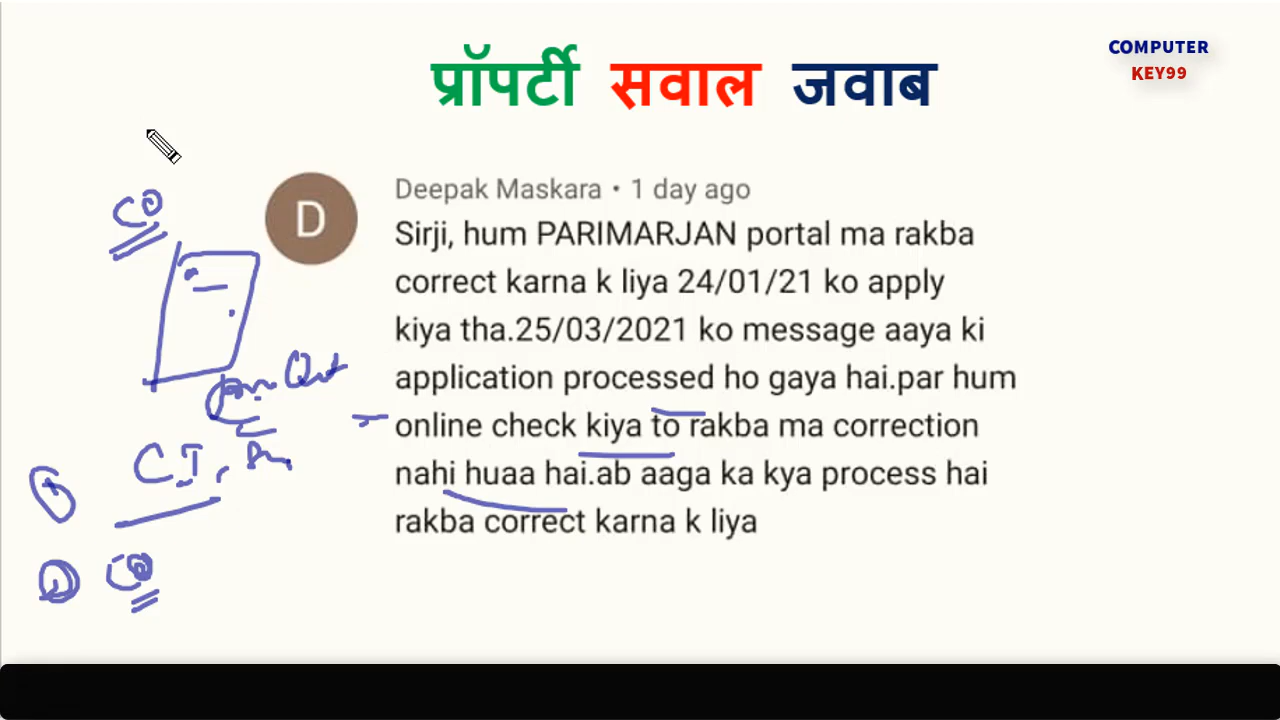 प्रॉपर्टी सवाल जवाब
COMPUTER
KEY99
CO
D
Deepak Maskara • 1 day ago
Sirji, hum PARIMARJAN portal ma rakba
correct karna k liya 24/01/21 ko apply
kiya tha.25/03/2021 ko message aaya ki
application processed ho gaya hai.par hum
online check kiya to rakba ma correction
nahi huaa hai.ab aaga ka kya process hai
rakba correct karna k liya
CI,
CO